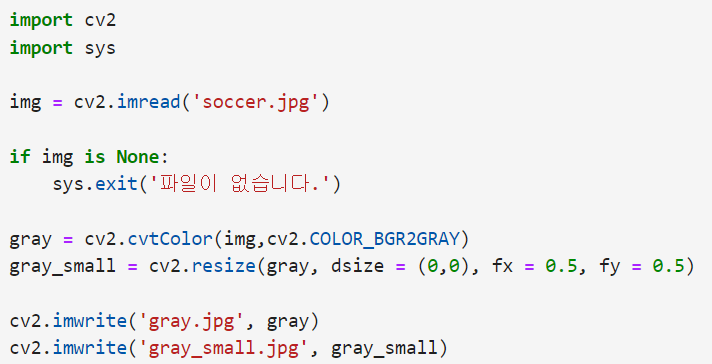 import cv2
import sys
img = cv2.imread('soccer.jpg')
if img is None:
    sys.exit('파일이 없습니다.')
gray = cv2.cvtColor(img,cv2.COLOR_BGR2GRAY)
gray_small = cv2.resize(gray, dsize = (0,0), fx = 0.5, fy = 0.5)
cv2.imwrite('gray.jpg', gray)
cv2.imwrite('gray_small.jpg', gray_small)